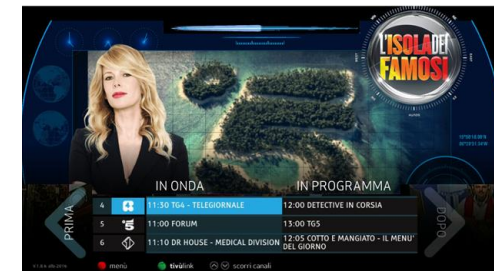 L'ISOLA DEI
FAMOSI
IN ONDA IN PROGRAMMA
PRIMA
DOPO
4 11:30 TG4 - TELEGIORNALE 12:00 DETECTIVE IN CORSIA
5 5 11:00 FORUM 13:00 TG5
6 11:10 DR HOUSE - MEDICAL DIVISION 12:05 COTTO E MANGIATO - IL MENU'
DEL GIORNO
menù tivùlink scorri canali